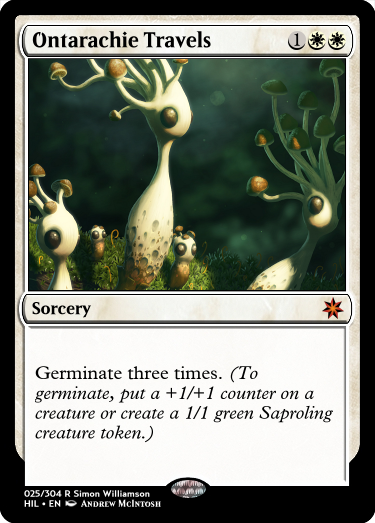 Ontarachie Travels 1
Sorcery
Germinate three times. (To
germinate, put a +1/+1 counter on a
creature or create a 1/1 green Saproling
creature token.)
025/304 R Simon Williamson
HIL • EN Andrew McIntosh